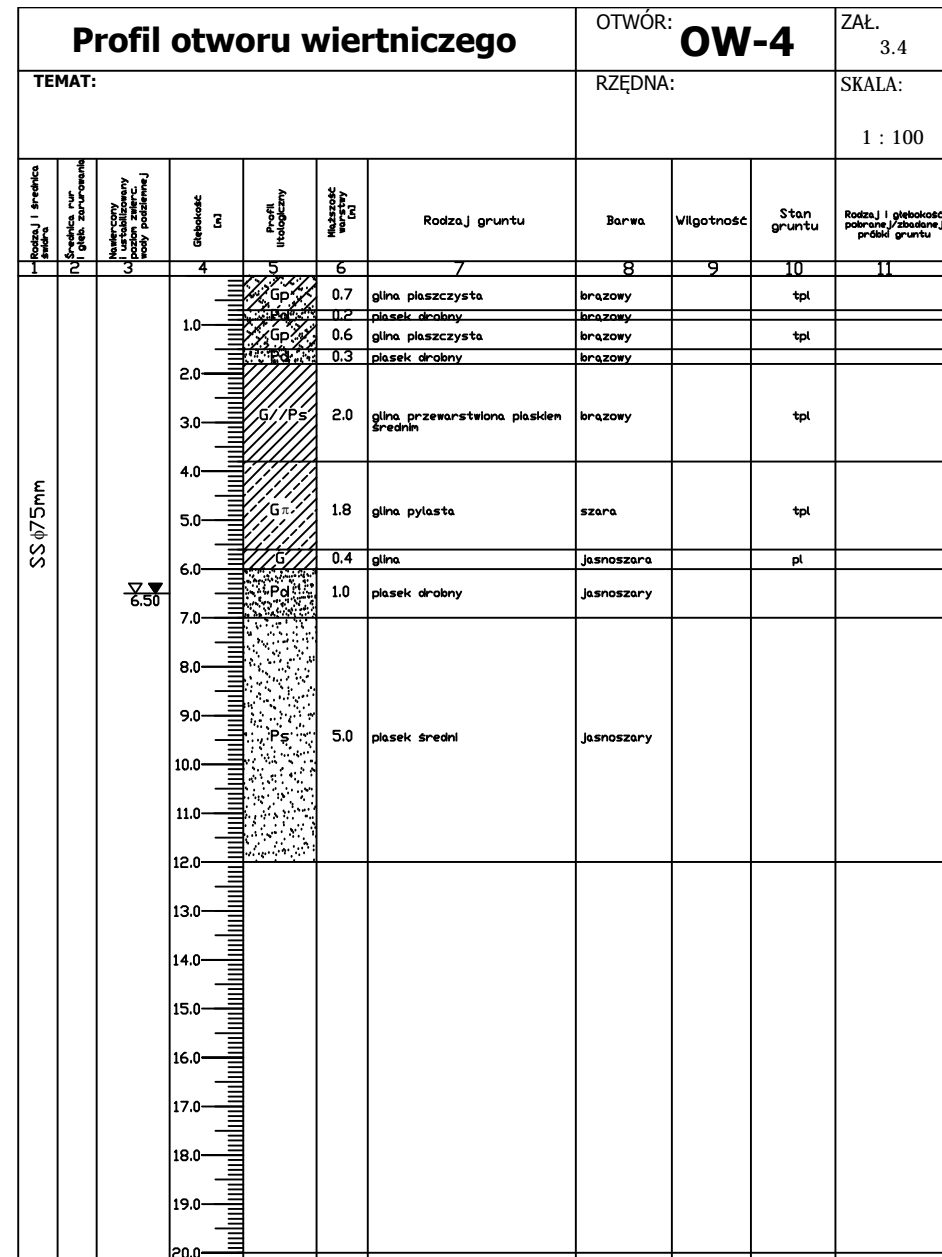 Profil otworu wiertniczego
OTWÓR: OW-4
ZAŁ.
3.4
TEMAT:
RZĘDNA:
SKALA:
1 : 100
Rodzaj i średnica
świdra
Średnica rur
i głęb. zarurowania
Nawiercony
i ustabilizowany
poziom zwierc.
wody podziemnej
Głębokość
[m]
Profil
litologiczny
Miąższość
warstwy
[m]
Rodzaj gruntu
Barwa
Wilgotność
Stan
gruntu
Rodzaj i głębokość
pobranej/zbadanej
próbki gruntu
1 2 3 4 5 6 7 8 9 10 11
Gp 0.7 glina piaszczysta brązowy tpl
Pd 0.2 piasek drobny brązowy
1.0
Gp 0.6 glina piaszczysta brązowy tpl
Pd 0.3 piasek drobny brązowy
2.0
G//Ps 2.0 glina przewarstwiona piaskiem
średnim
brązowy tpl
3.0
4.0
Gπ 1.8 glina pylasta szara tpl
5.0
SSφ75mm
G 0.4 glina jasnoszara pl
6.0
6.50
Pd 1.0 piasek drobny jasnoszary
7.0
8.0
9.0
Ps 5.0 piasek średni jasnoszary
10.0
11.0
12.0
13.0
14.0
15.0
16.0
17.0
18.0
19.0
20.0